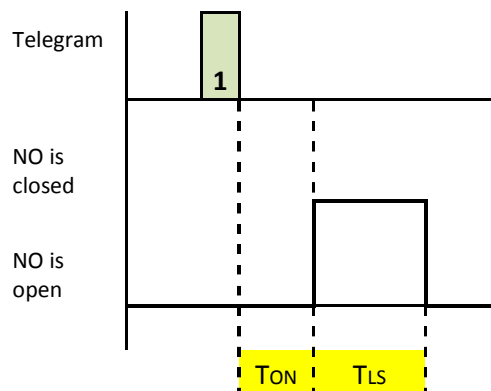 Telegram
1
NO is
closed
NO is
open
TON
TLS